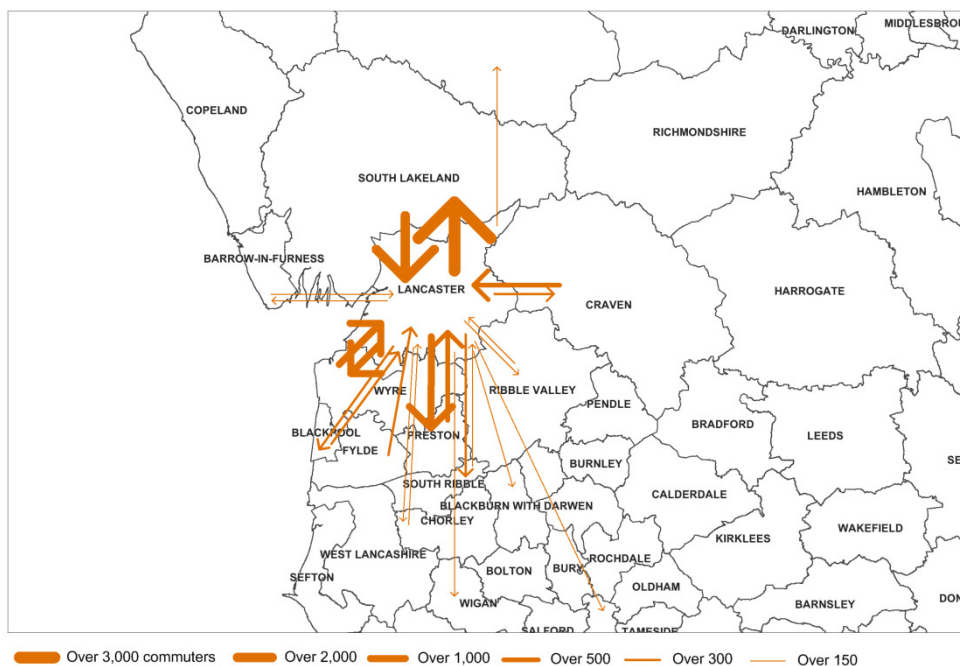 DARLINGTON
MIDDLESBROU
COPELAND
RICHMONDSHIRE
SOUTH LAKELAND
HAMBLETON
BARROW-IN-FURNESS
LANCASTER
HARROGATE
CRAVEN
WYRE
RIBBLE VALLEY
PENDLE
BRADFORD
BLACKPOOL
PRESTON
LEEDS
FYLDE
BURNLEY
SE
SOUTH RIBBLE
CALDERDALE
BLACKBURN WITH DARWEN
CHORLEY
WAKEFIELD
KIRKLEES
WEST LANCASHIRE
ROCHDALE
BOLTON
BURY
SEFTON
OLDHAM
WIGAN
BARNSLEY
DON
SALFORD
TAMESIDE
Over 3,000 commuters Over 2,000 Over 1,000 Over 500 Over 300 Over 150